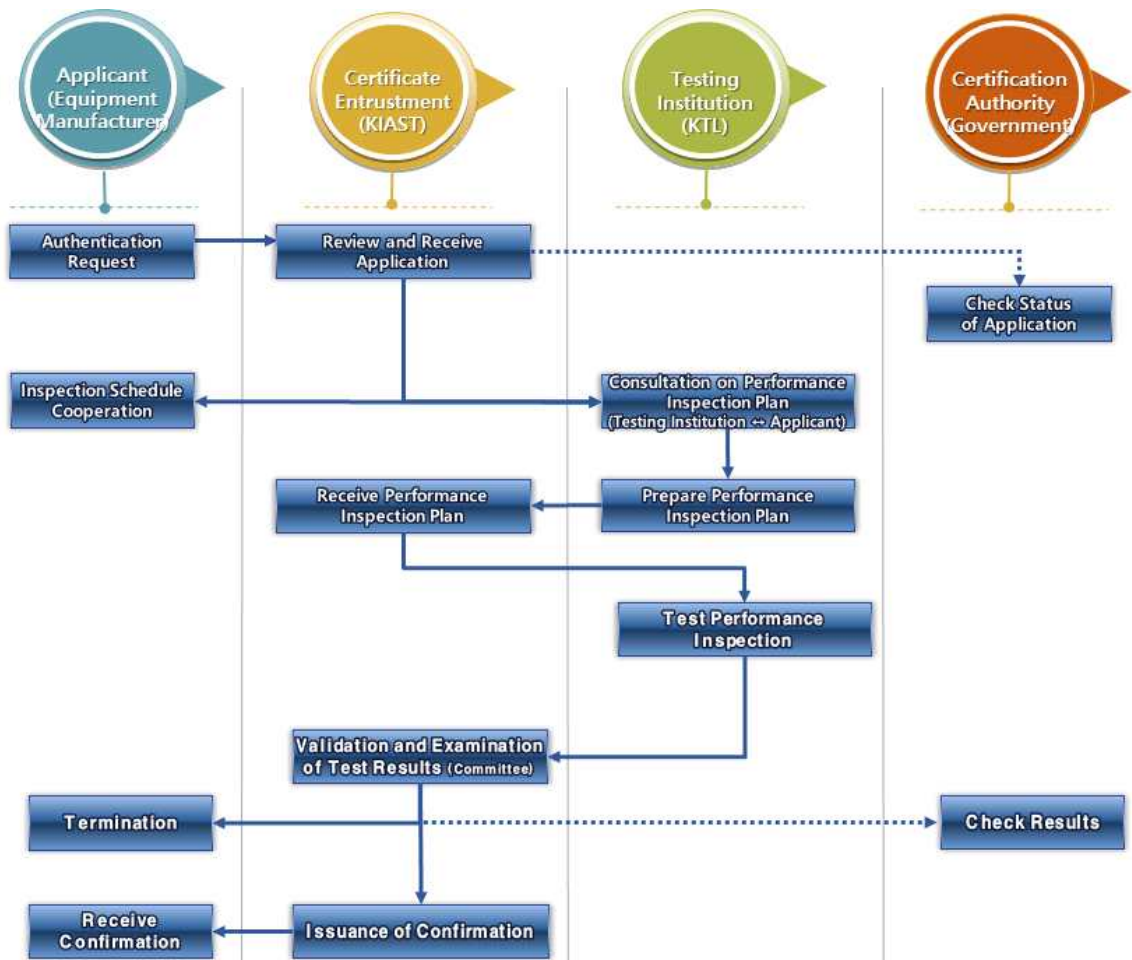 Applicant
(Equipment
Manufacturer)
Certificate
Entrustment
(KIAST)
Testing
Institution
(KTL)
Certification
Authority
(Government)
Authentication
Request
Review and Receive
Application
Check Status
of Application
Inspection Schedule
Cooperation
Consultation on Performance
Inspection Plan
(Testing Institution ↔ Applicant)
Receive Performance
Inspection Plan
Prepare Performance
Inspection Plan
Test Performance
Inspection
Validation and Examination
of Test Results (Committee)
Termination
Check Results
Receive
Confirmation
Issuance of Confirmation